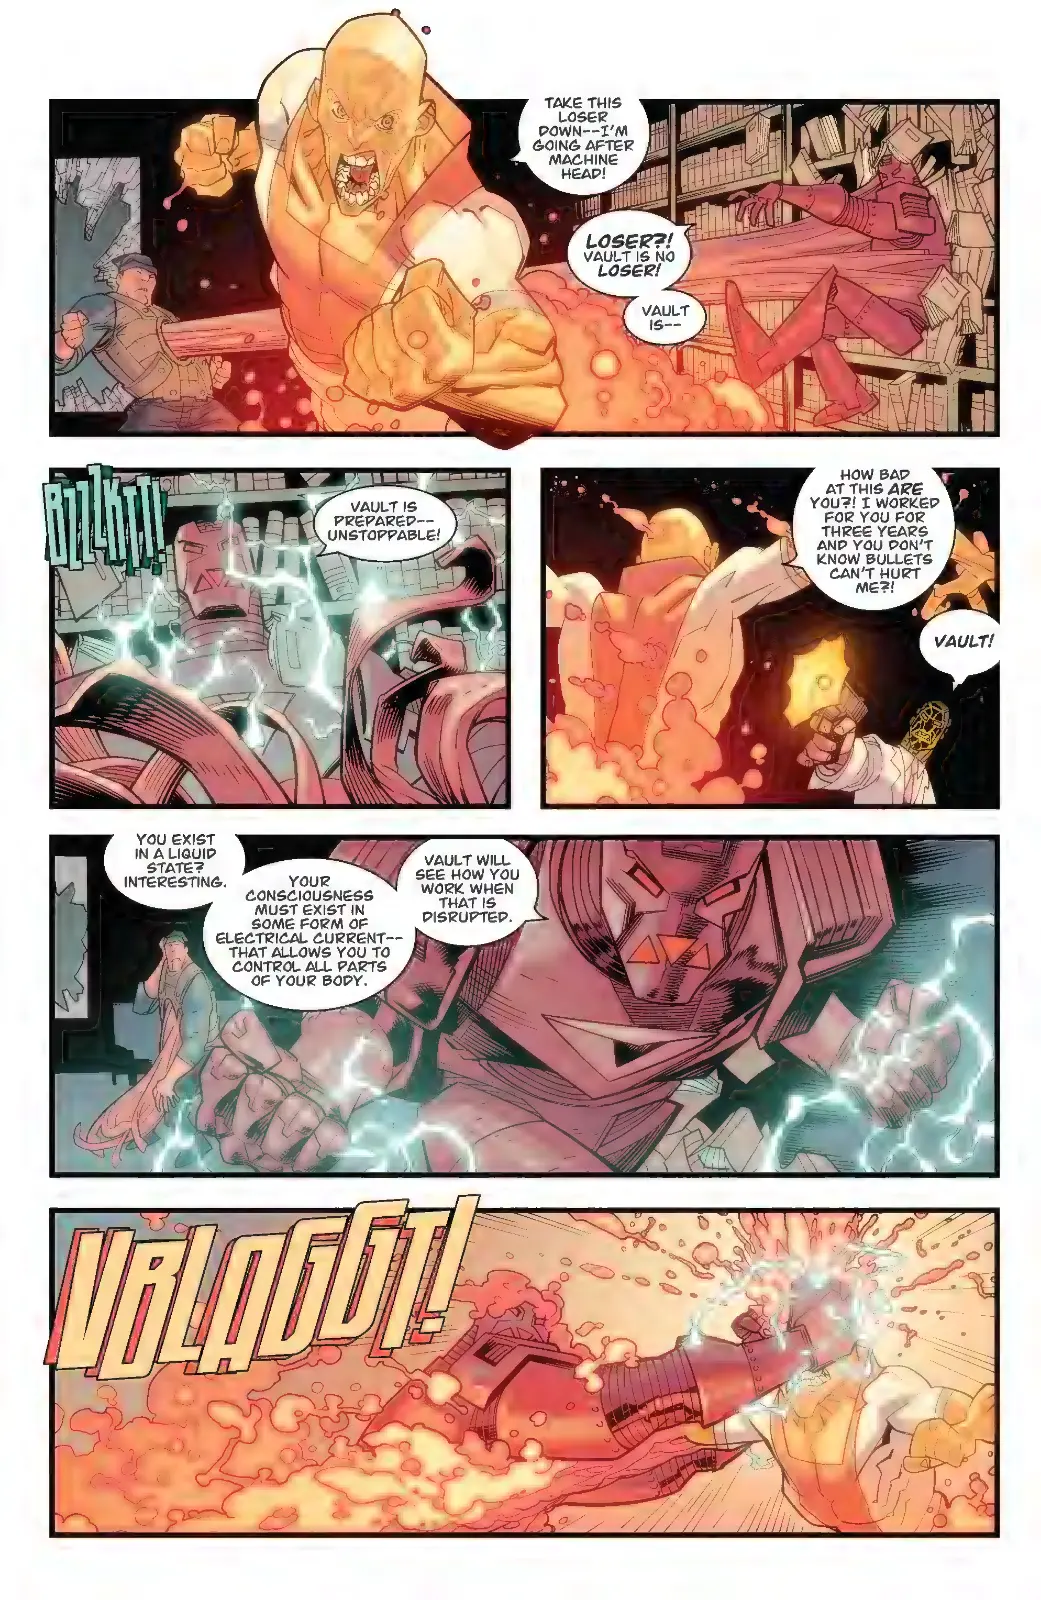 TAKE THIS
LOSER
DOWN--I'M
GOING AFTER
MACHINE
HEAD!
LOSER?!
VAULT IS NO
LOSER!
VAULT
IS--
BZZZKTT!
VAULT IS
PREPARED--
UNSTOPPABLE!
HOW BAD
AT THIS ARE
YOU?! I WORKED
FOR YOU FOR
THREE YEARS
AND YOU DON'T
KNOW BULLETS
CAN'T HURT
ME?!
VAULT!
YOU EXIST
IN A LIQUID
STATE?
INTERESTING.
YOUR
CONSCIOUSNESS
MUST EXIST IN
SOME FORM OF
ELECTRICAL CURRENT--
THAT ALLOWS YOU TO
CONTROL ALL PARTS
OF YOUR BODY.
VAULT WILL
SEE HOW YOU
WORK WHEN
THAT IS
DISRUPTED.
VRLAGGT!